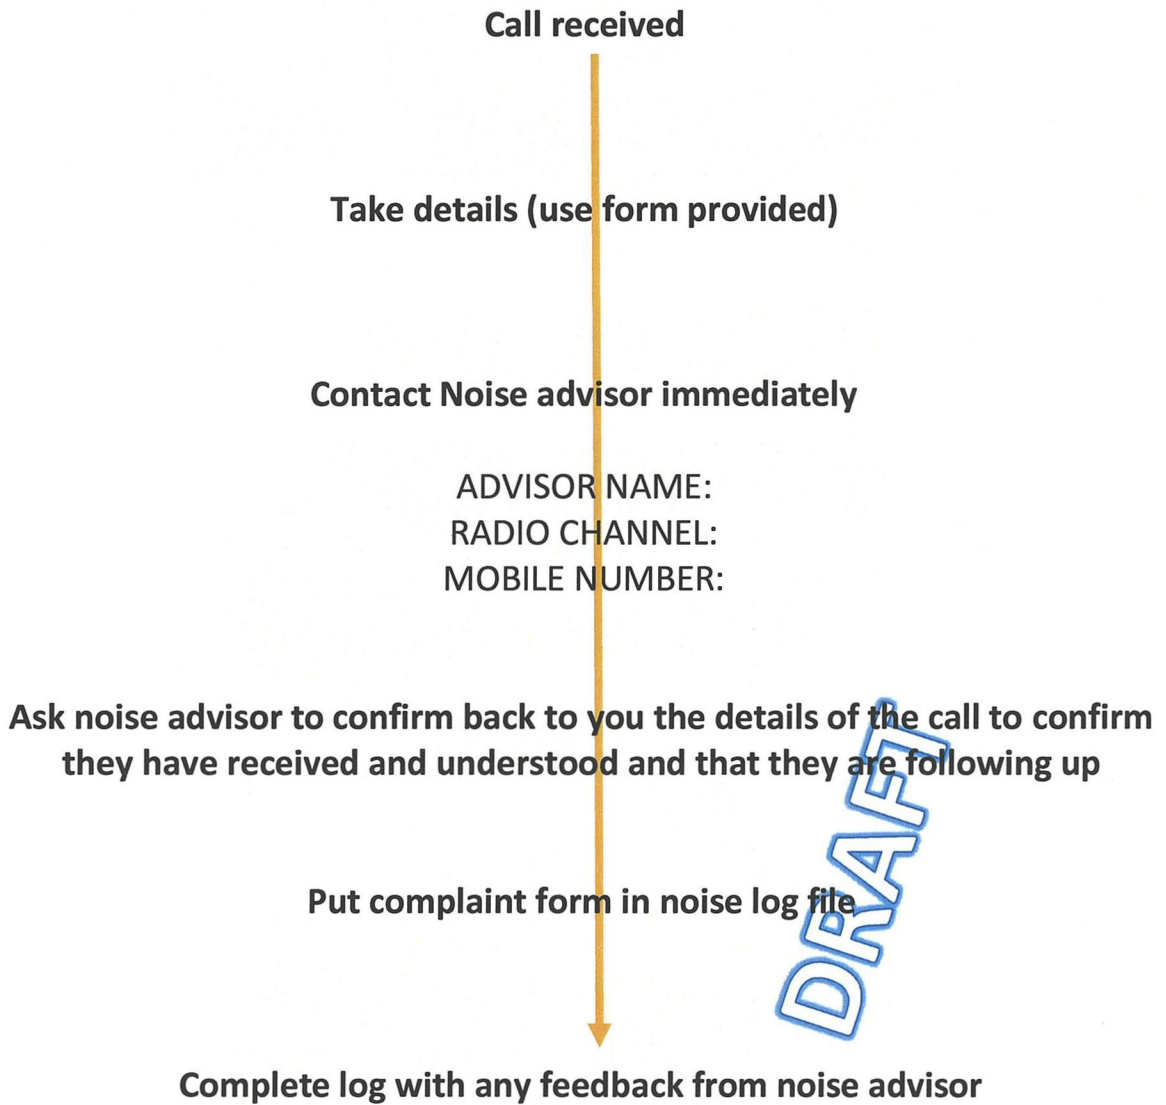 Call received
Take details (use form provided)
Contact Noise advisor immediately
ADVISOR NAME:
RADIO CHANNEL:
MOBILE NUMBER:
Ask noise advisor to confirm back to you the details of the call to confirm
they have received and understood and that they are following up
Put complaint form in noise log file
DRAFT
Complete log with any feedback from noise advisor